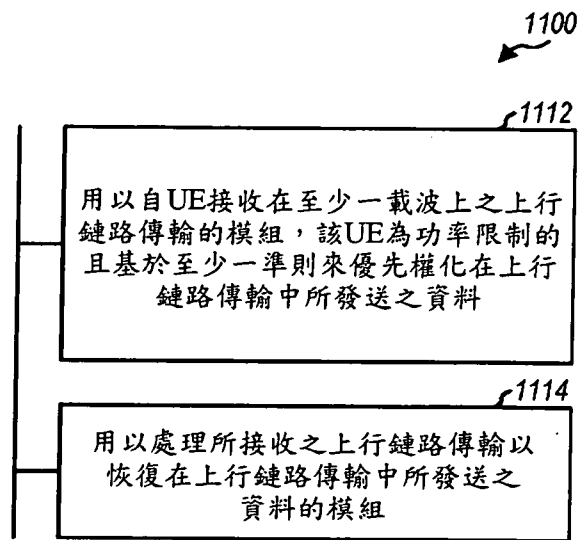 1100
1112
用以自UE接收在至少一載波上之上行
鏈路傳輸的模組，該UE為功率限制的
且基於至少一準則來優先權化在上行
鏈路傳輸中所發送之資料
1114
用以處理所接收之上行鏈路傳輸以
恢復在上行鏈路傳輸中所發送之
資料的模組